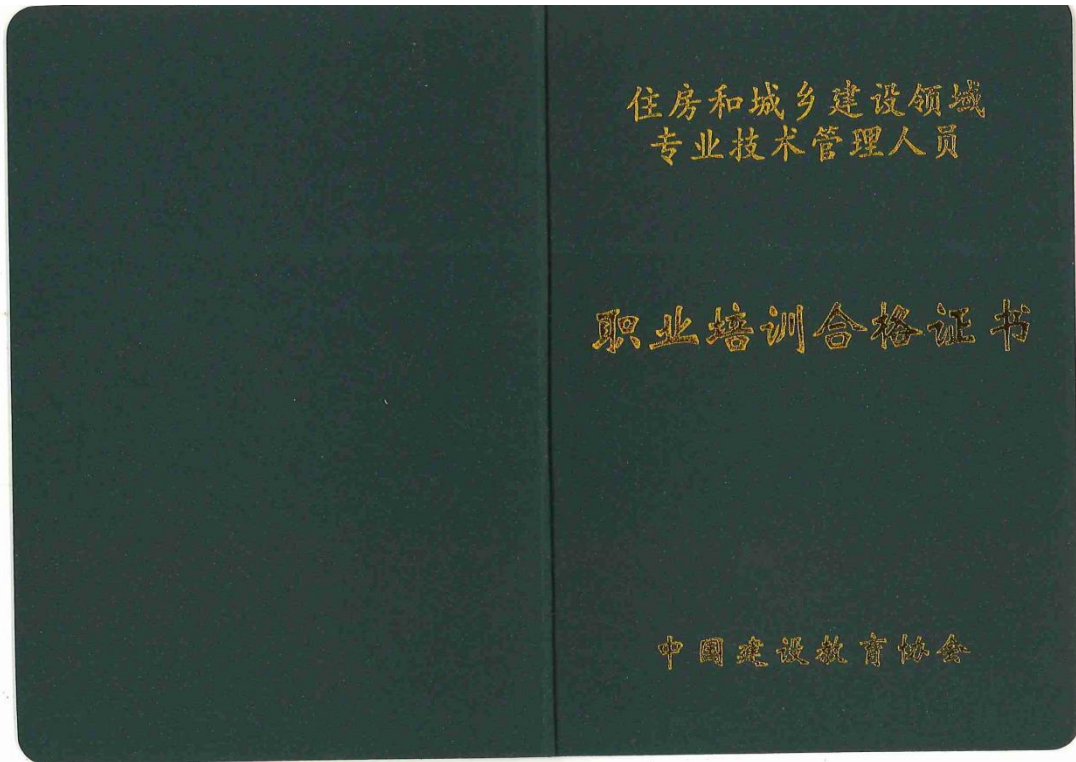 住房和城乡建设领域
专业技术管理人员
职业培训合格证书
中国建设教育协会